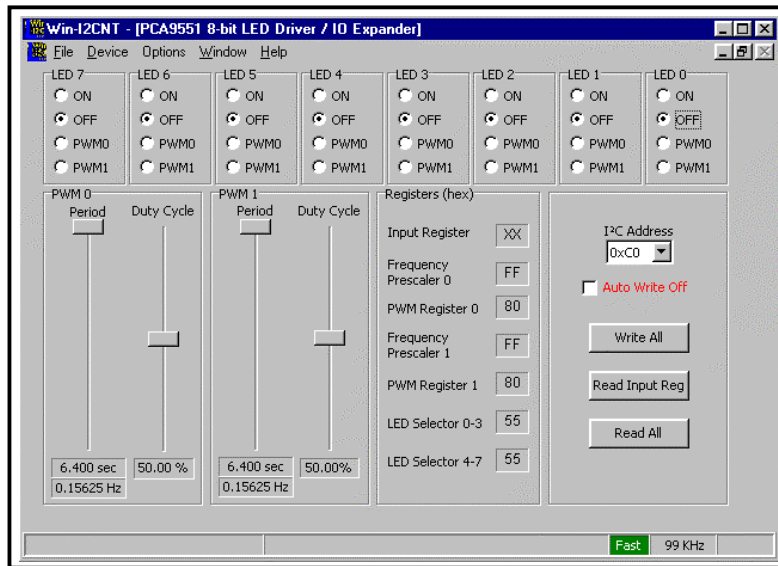 Win-I2CNT - [PCA9551 8-bit LED Driver / IO Expander]
File Device Options Window Help
LED 7 LED 6 LED 5 LED 4 LED 3 LED 2 LED 1 LED 0
ON ON ON ON ON ON ON ON
OFF OFF OFF OFF OFF OFF OFF OFF
PWM0 PWM0 PWM0 PWM0 PWM0 PWM0 PWM0 PWM0
PWM1 PWM1 PWM1 PWM1 PWM1 PWM1 PWM1 PWM1
PWM 0
Period Duty Cycle
6.400 sec 50.00 %
0.15625 Hz
PWM 1
Period Duty Cycle
6.400 sec 50.00%
0.15625 Hz
Registers (hex)
Input Register XX
Frequency
Prescaler 0 FF
PWM Register 0 80
Frequency
Prescaler 1 FF
PWM Register 1 80
LED Selector 0-3 55
LED Selector 4-7 55
I²C Address
0xC0
Auto Write Off
Write All
Read Input Reg
Read All
Fast 99 KHz